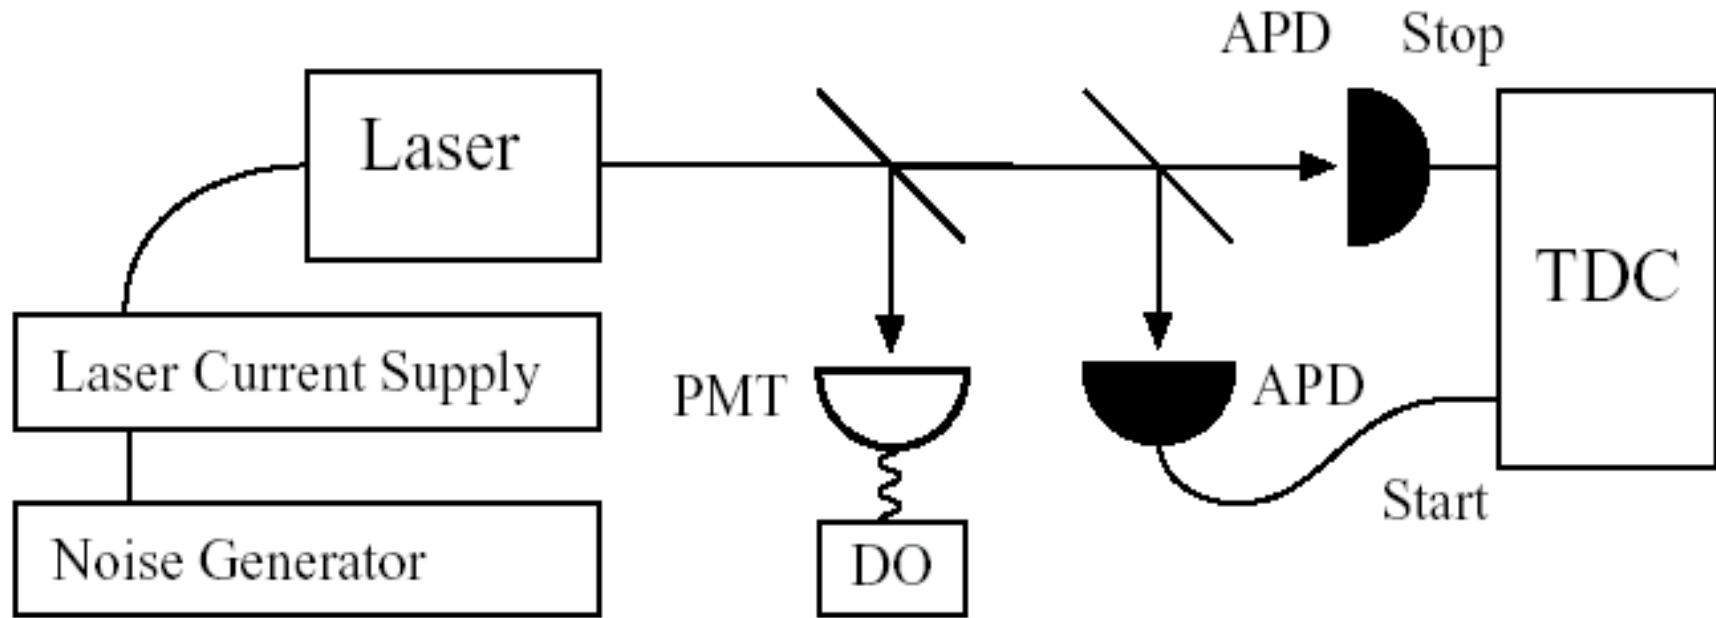 APD Stop
Laser
TDC
Laser Current Supply
PMT
APD
Start
Noise Generator
DO